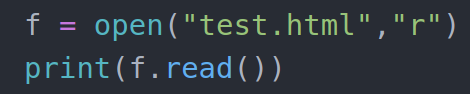 f = open("test.html","r")
print(f.read())